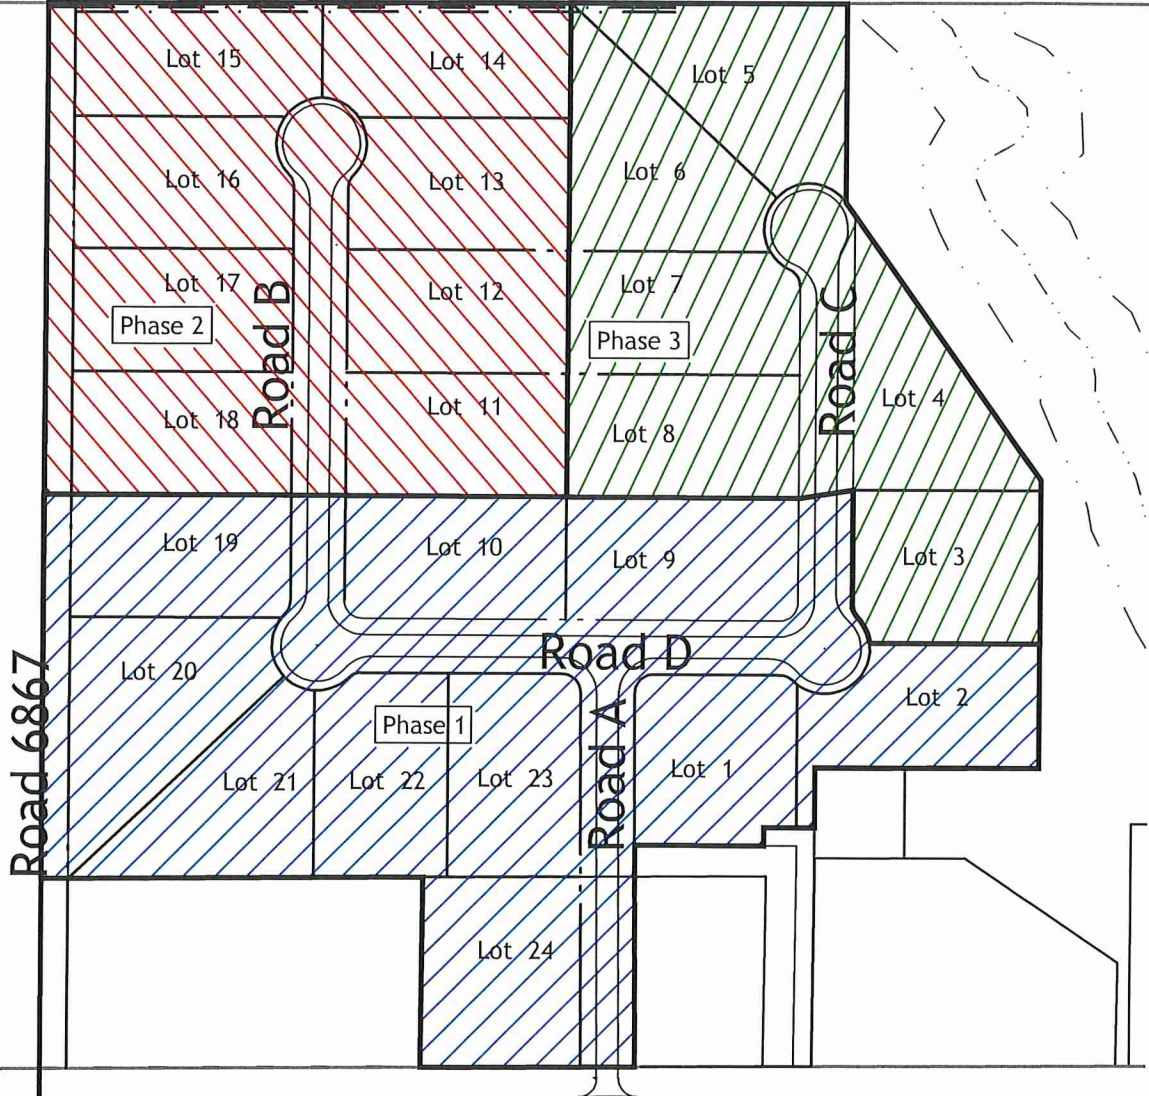 Lot 15
Lot 14
Lot 5
Lot 16
Lot 13
Lot 6
Lot 17
Lot 12
Lot 7
Phase 2
Road B
Phase 3
Road C
Lot 18
Lot 11
Lot 8
Lot 4
Lot 19
Lot 10
Lot 9
Lot 3
Road D
Road 6867
Lot 20
Phase 1
Road A
Lot 2
Lot 21
Lot 22
Lot 23
Lot 1
Lot 24